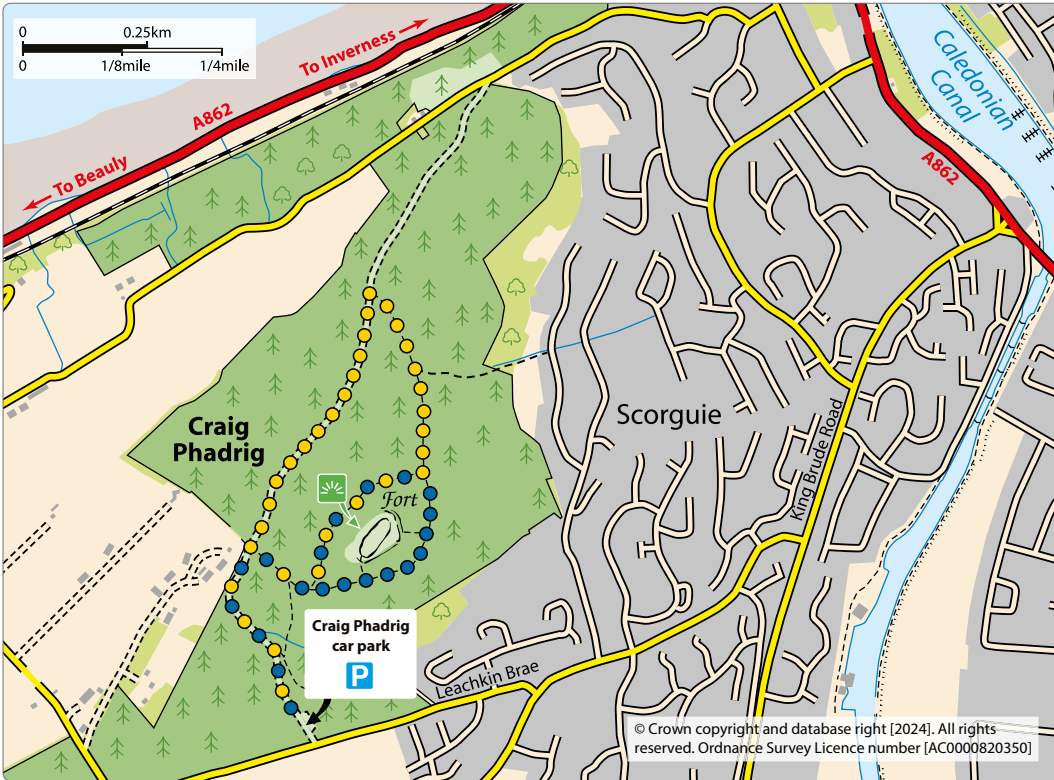 0 0.25km
0 1/8mile 1/4mile
To Inverness →
A862
← To Beauly
Caledonian
Canal
A862
Craig
Phadrig
Scorguie
King Brude Road
Fort
Craig Phadrig
car park
P
Leachkin Brae
© Crown copyright and database right [2024]. All rights
reserved. Ordnance Survey Licence number [AC0000820350]